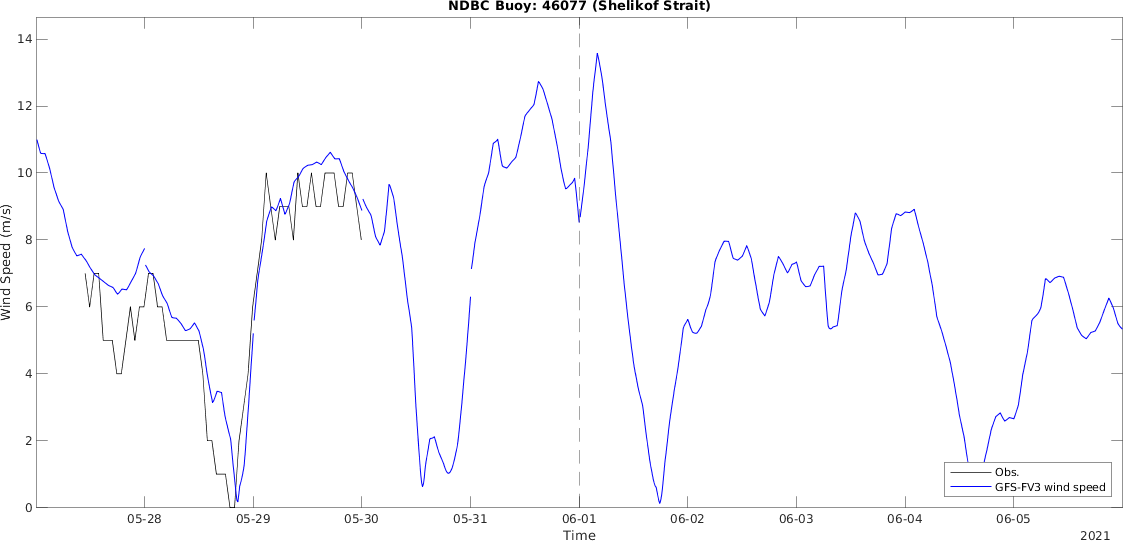 NDBC Buoy: 46077 (Shelikof Strait)
14
12
10
8
6
4
2
0
Wind Speed (m/s)
05-28 05-29 05-30 05-31 06-01 06-02 06-03 06-04 06-05
Time
2021
Obs.
GFS-FV3 wind speed